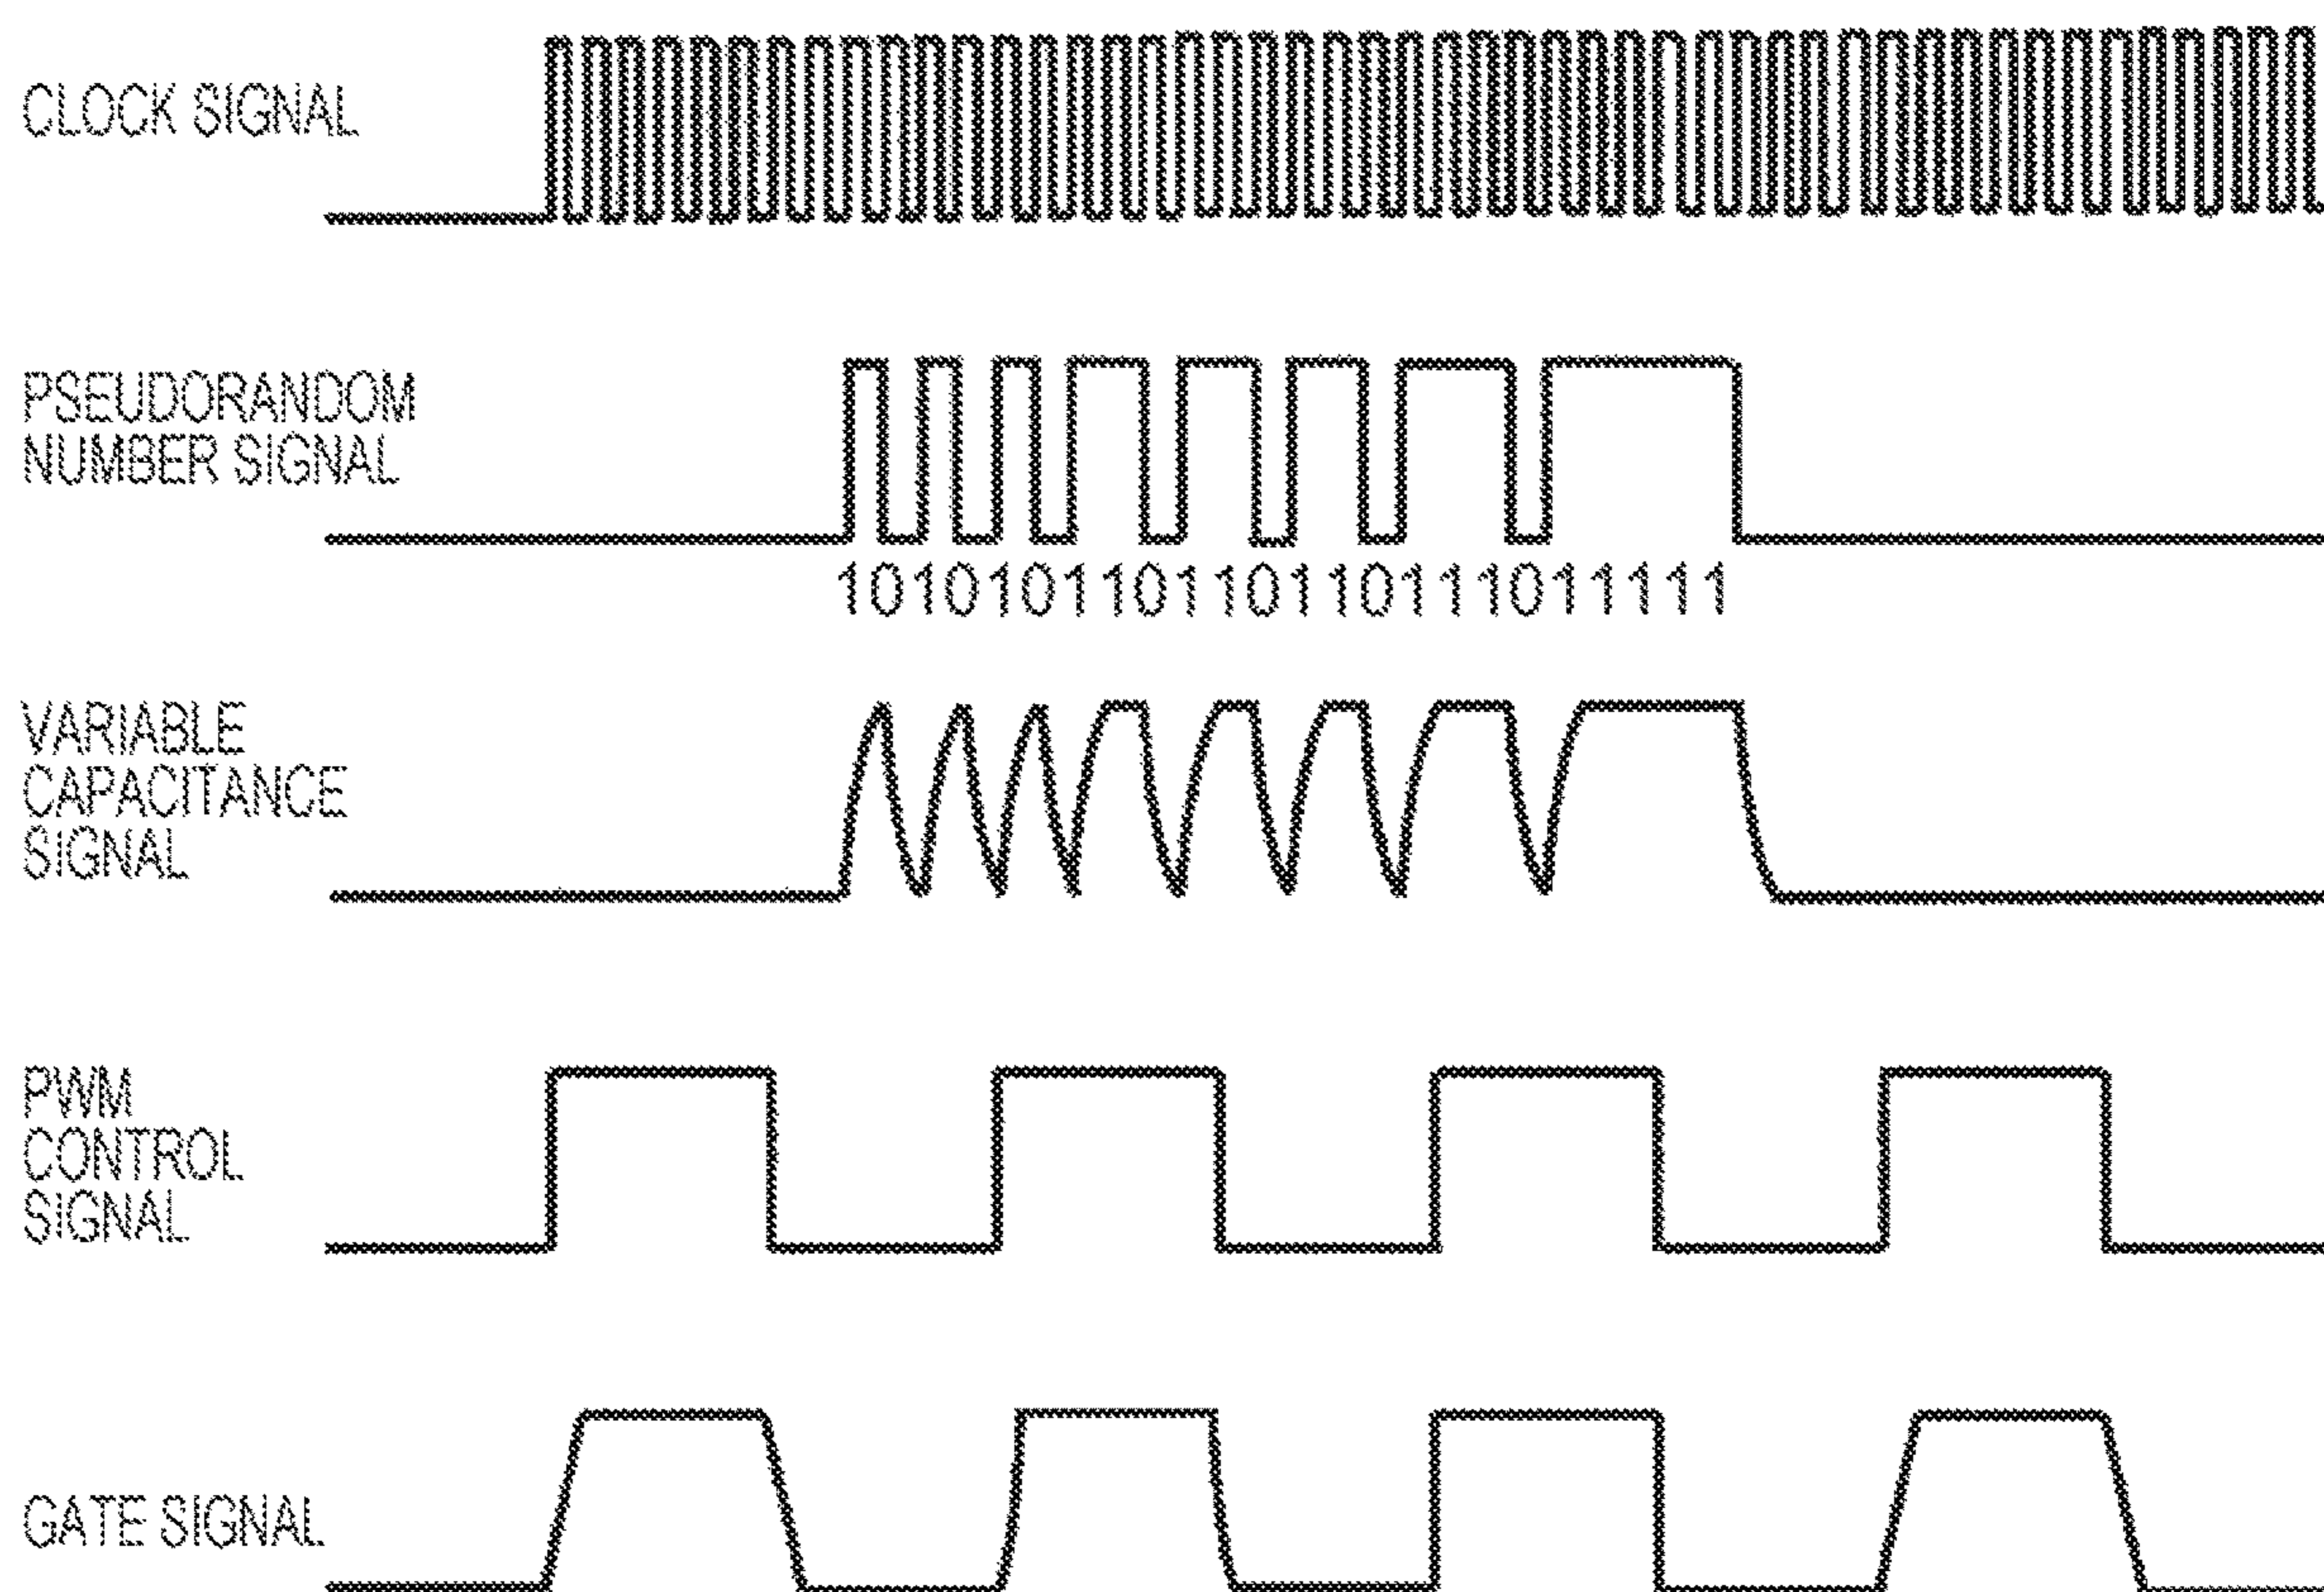 CLOCK SIGNAL
PSEUDORANDOM
NUMBER SIGNAL
101010110110110111011111
VARIABLE
CAPACITANCE
SIGNAL
PWM
CONTROL
SIGNAL
GATE SIGNAL